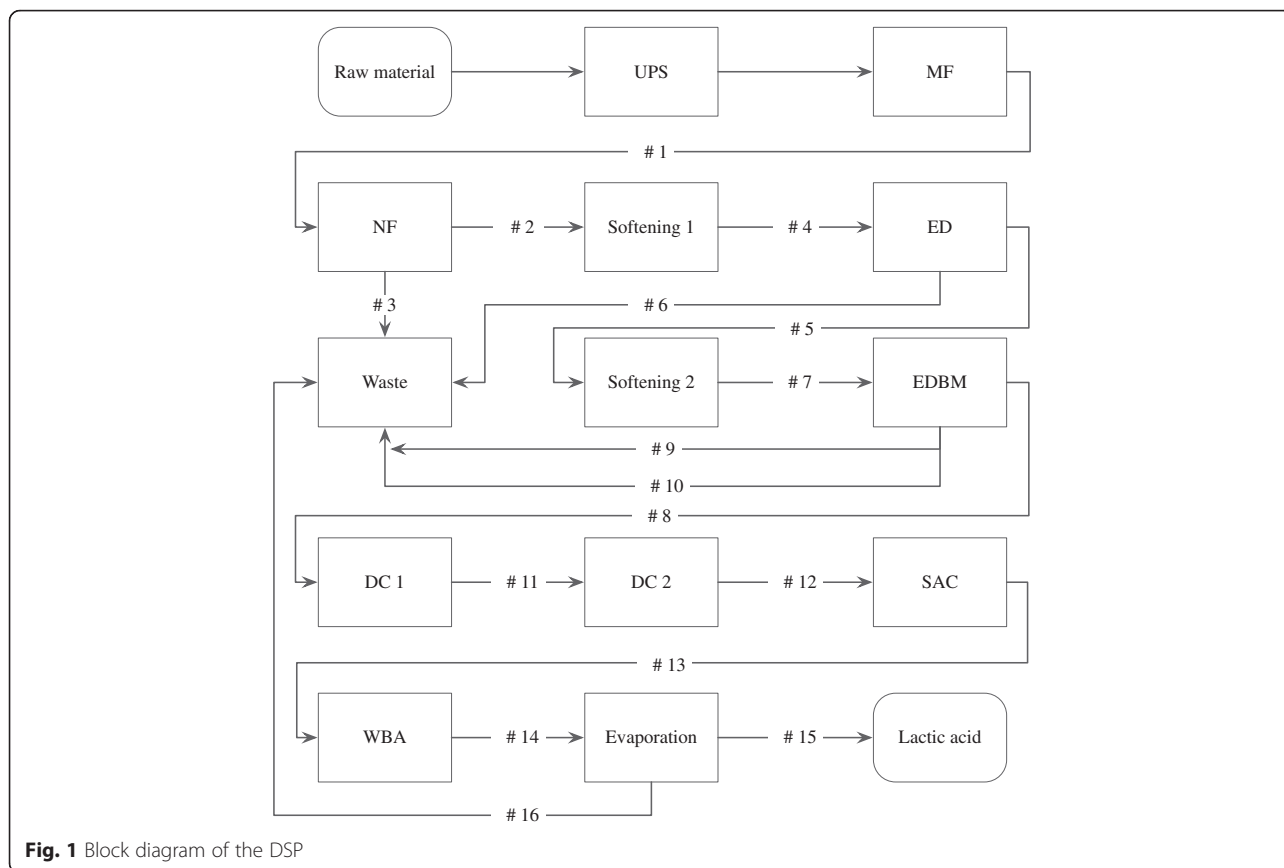 Raw material
UPS
MF
# 1
NF
# 2
Softening 1
# 4
ED
# 3
# 6
# 5
Waste
Softening 2
# 7
EDBM
# 9
# 10
# 8
DC 1
# 11
DC 2
# 12
SAC
# 13
WBA
# 14
Evaporation
# 15
Lactic acid
# 16
Fig. 1 Block diagram of the DSP